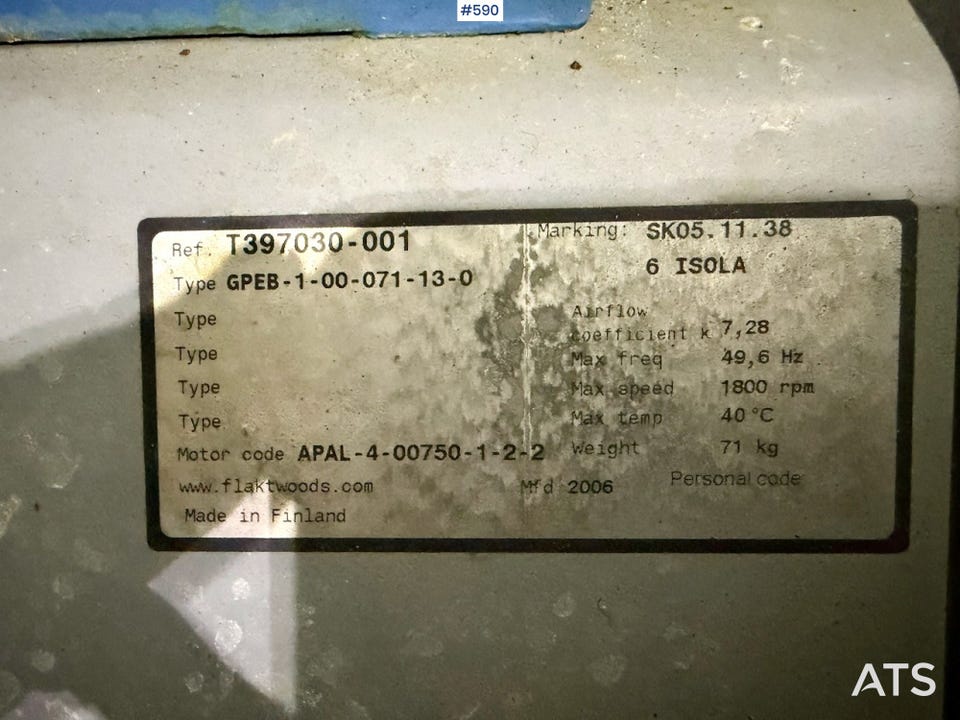 #590
Ref. T397030-001
Type GPEB-1-00-071-13-0
Type
Type
Type
Type
Motor code APAL-4-00750-1-2-2
www.flaktwoods.com
Made in Finland
Marking: SK05.11.38
6 ISOLA
Airflow
coefficient k 7,28
Max freq 49,6 Hz
Max speed 1800 rpm
Max temp 40 °C
Weight 71 kg
Mfd 2006 Personal code
ATS